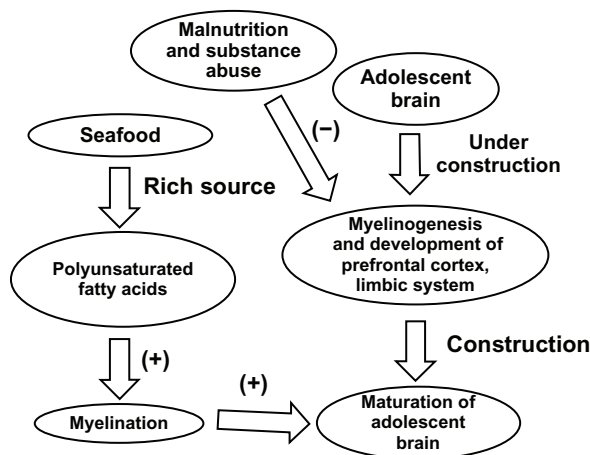 Malnutrition
and substance
abuse
Adolescent
brain
Seafood
(−)
Under
construction
Rich source
Myelinogenesis
and development of
prefrontal cortex,
limbic system
Polyunsaturated
fatty acids
Construction
(+)
(+)
Myelination
Maturation of
adolescent
brain